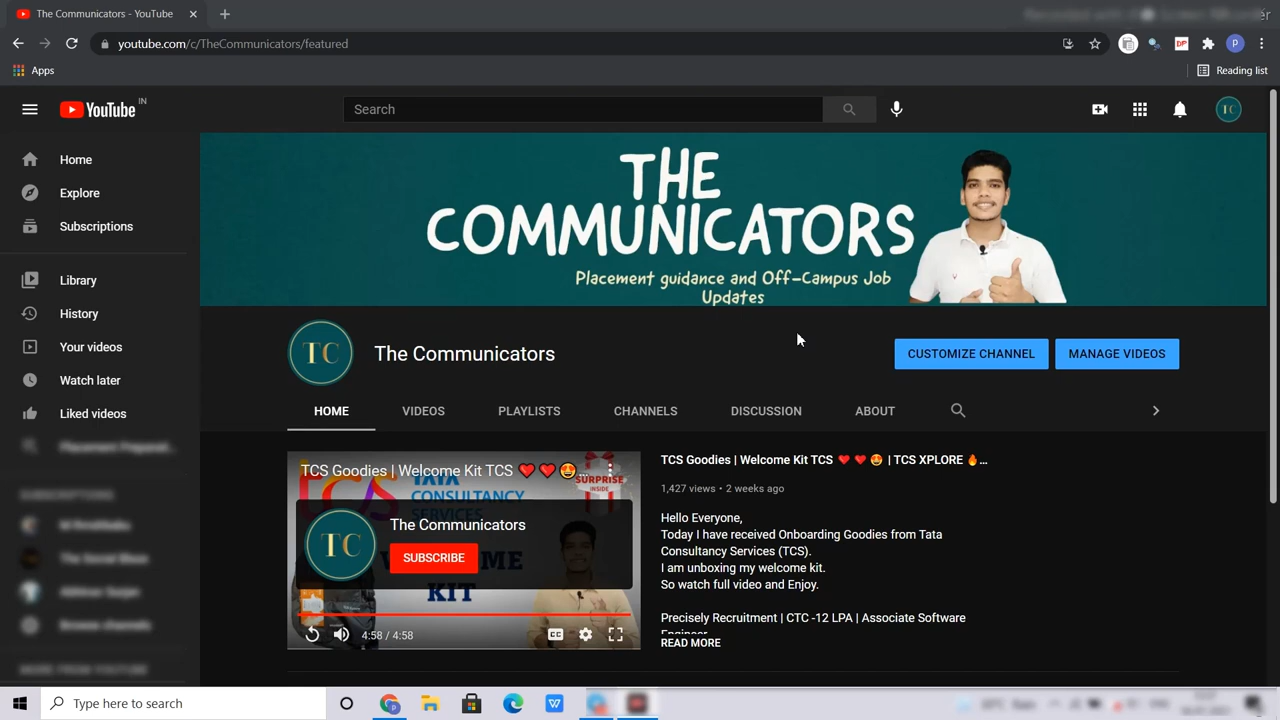 The Communicators - YouTube
youtube.com/c/TheCommunicators/featured
DP
P
Apps
Reading list
YouTube IN
Search
TC
Home
Explore
Subscriptions
Library
History
Your videos
Watch later
Liked videos
THE
COMMUNICATORS
Placement guidance and Off-Campus Job
Updates
TC
The Communicators
CUSTOMIZE CHANNEL
MANAGE VIDEOS
HOME
VIDEOS
PLAYLISTS
CHANNELS
DISCUSSION
ABOUT
TCS Goodies | Welcome Kit TCS ❤️ ❤️ 🤩...
TATA
CONSULTANCY
SERVICES
SURPRISE
INSIDE
TC
The Communicators
SUBSCRIBE
KIT
4:58 / 4:58
CC
TCS Goodies | Welcome Kit TCS ❤️ ❤️ 🤩 | TCS XPLORE 🔥...
1,427 views • 2 weeks ago
Hello Everyone,
Today I have received Onboarding Goodies from Tata
Consultancy Services (TCS).
I am unboxing my welcome kit.
So watch full video and Enjoy.
Precisely Recruitment | CTC -12 LPA | Associate Software
Engineer
READ MORE
Type here to search